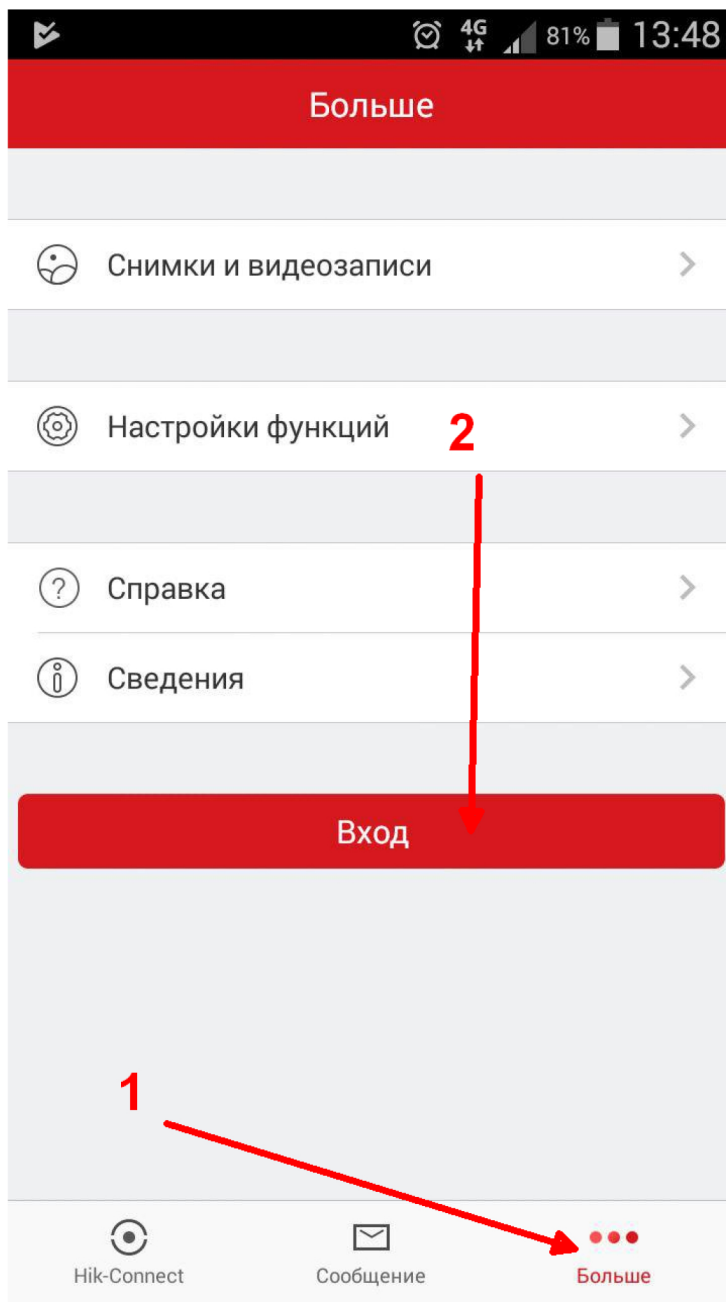 4G 81% 13:48
Больше
Снимки и видеозаписи
Настройки функций 2
Справка
Сведения
Вход
1
Hik-Connect Сообщение Больше